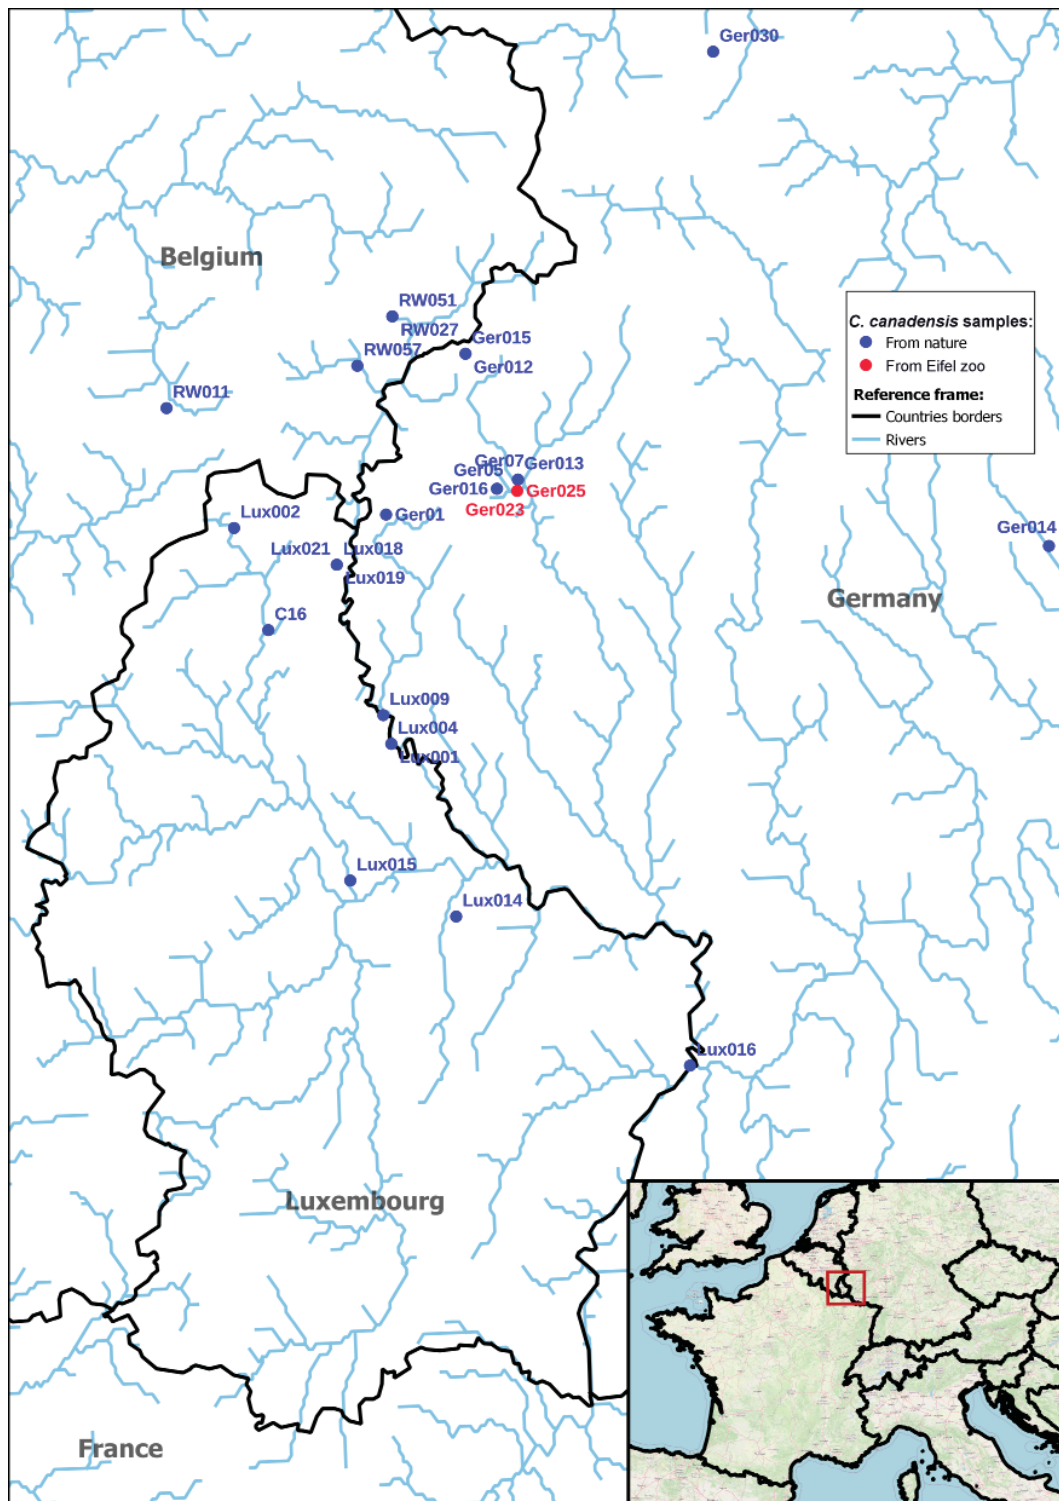 Ger030
Belgium
RW051
RW027
Ger015
RW057
Ger012
RW011
C. canadensis samples:
From nature
From Eifel zoo
Reference frame:
Countries borders
Rivers
Ger07
Ger013
Ger05
Ger016
Ger025
Ger023
Lux002
Ger01
Ger014
Lux021
Lux018
Lux019
Germany
C16
Lux009
Lux004
Lux001
Lux015
Lux014
Lux016
Luxembourg
France